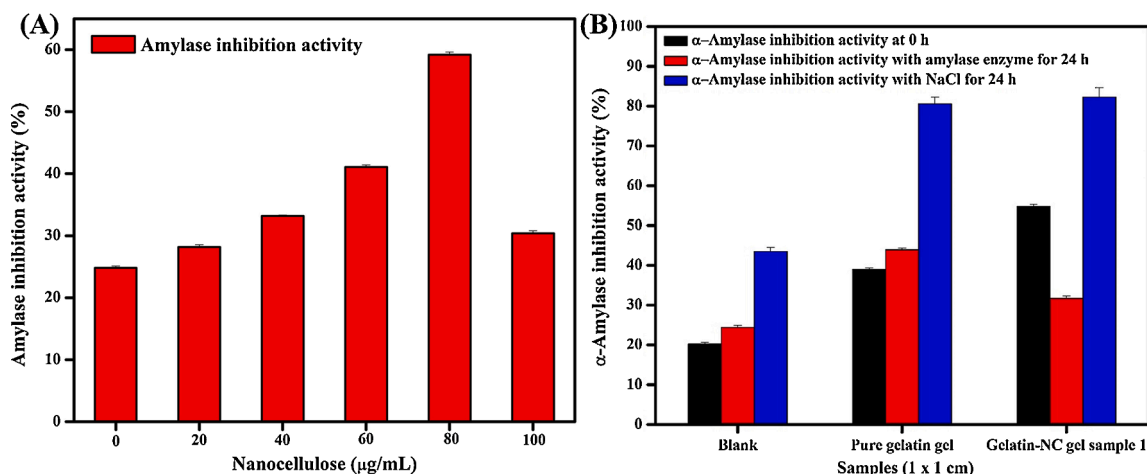 (A)
Amylase inhibition activity
Amylase inhibition activity (%)
60
50
40
30
20
10
0
0 20 40 60 80 100
Nanocellulose (μg/mL)
(B)
α–Amylase inhibition activity at 0 h
α–Amylase inhibition activity with amylase enzyme for 24 h
α–Amylase inhibition activity with NaCl for 24 h
α-Amylase inhibition activity (%)
100
90
80
70
60
50
40
30
20
10
0
Blank Pure gelatin gel Gelatin-NC gel sample 1
Samples (1 x 1 cm)